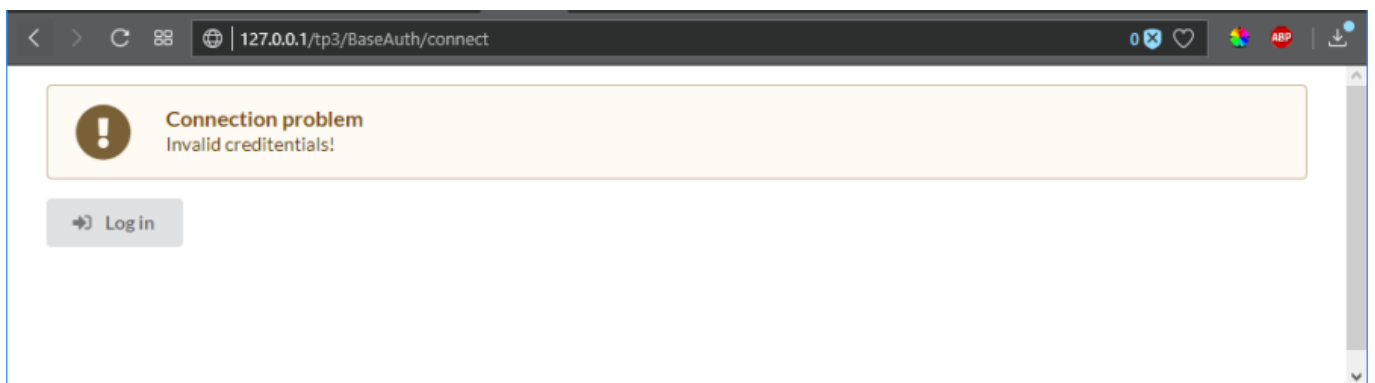 127.0.0.1/tp3/BaseAuth/connect
0
ABP
Connection problem
Invalid creditentials!
Log in